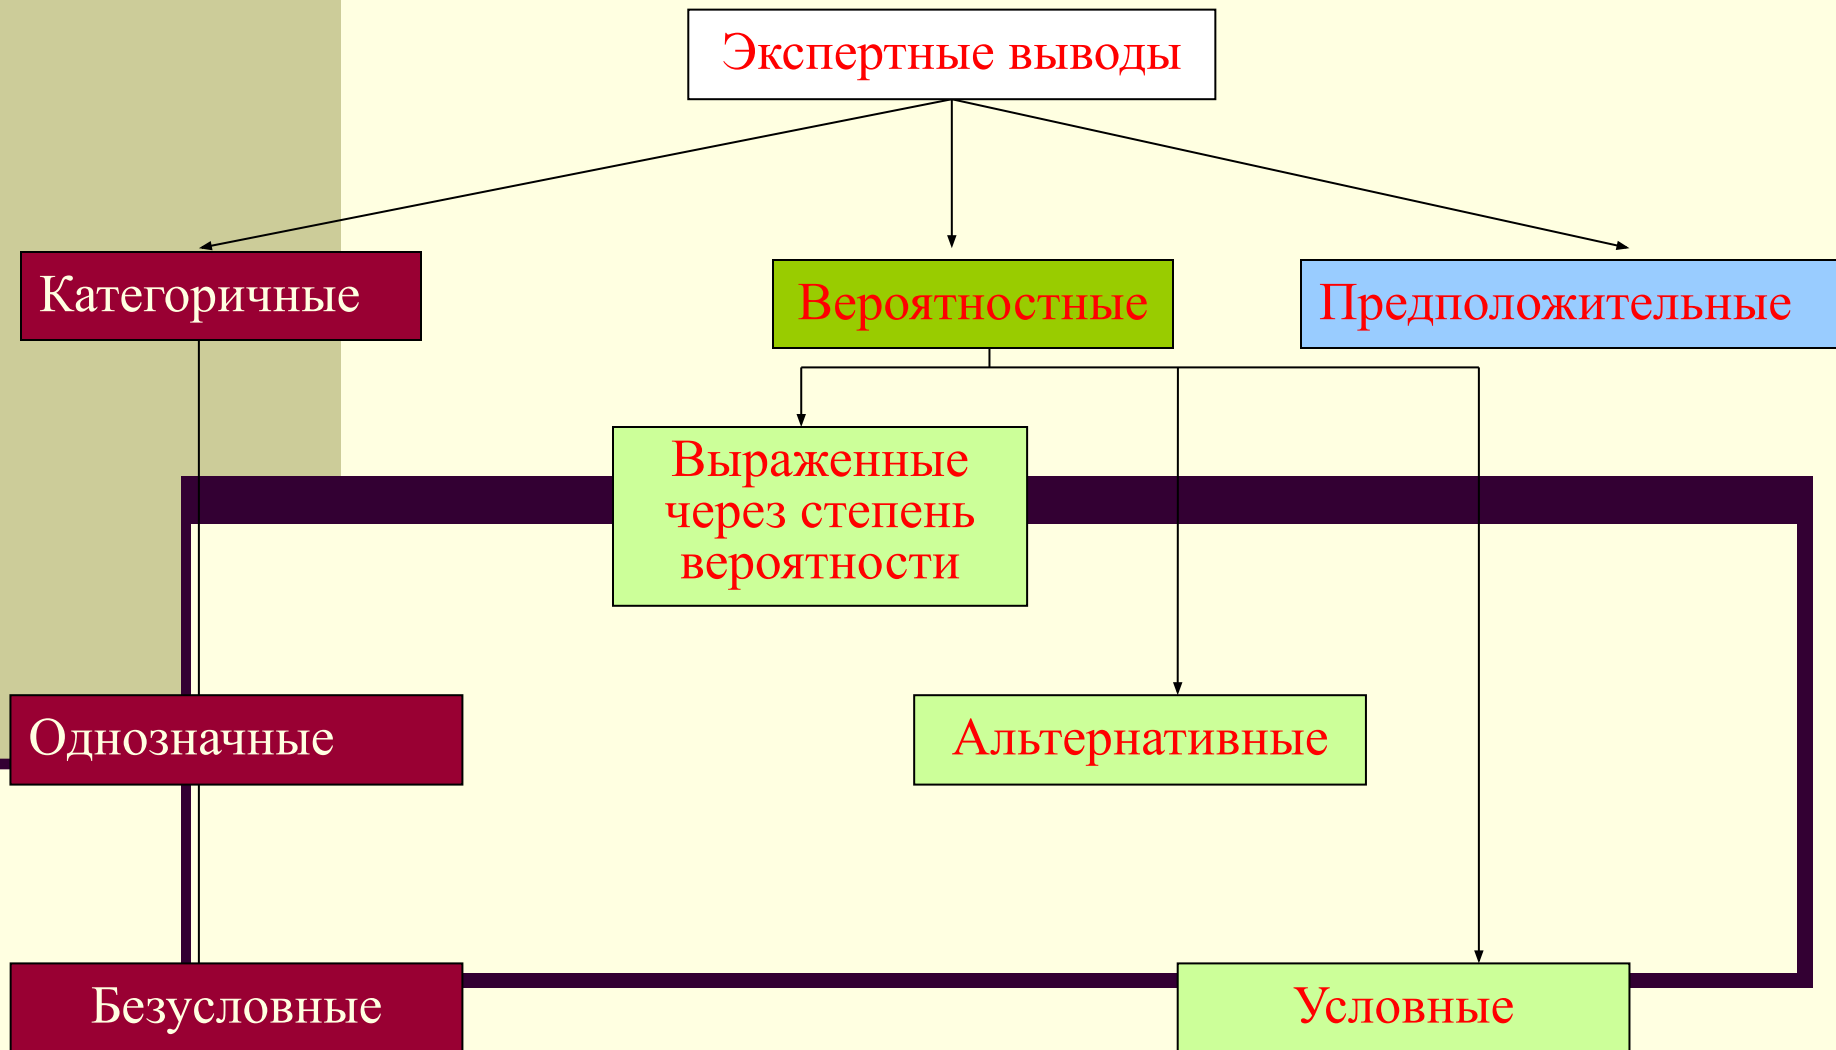 Экспертные выводы
Категоричные
Вероятностные
Предположительные
Выраженные
через степень
вероятности
Однозначные
Альтернативные
Безусловные
Условные